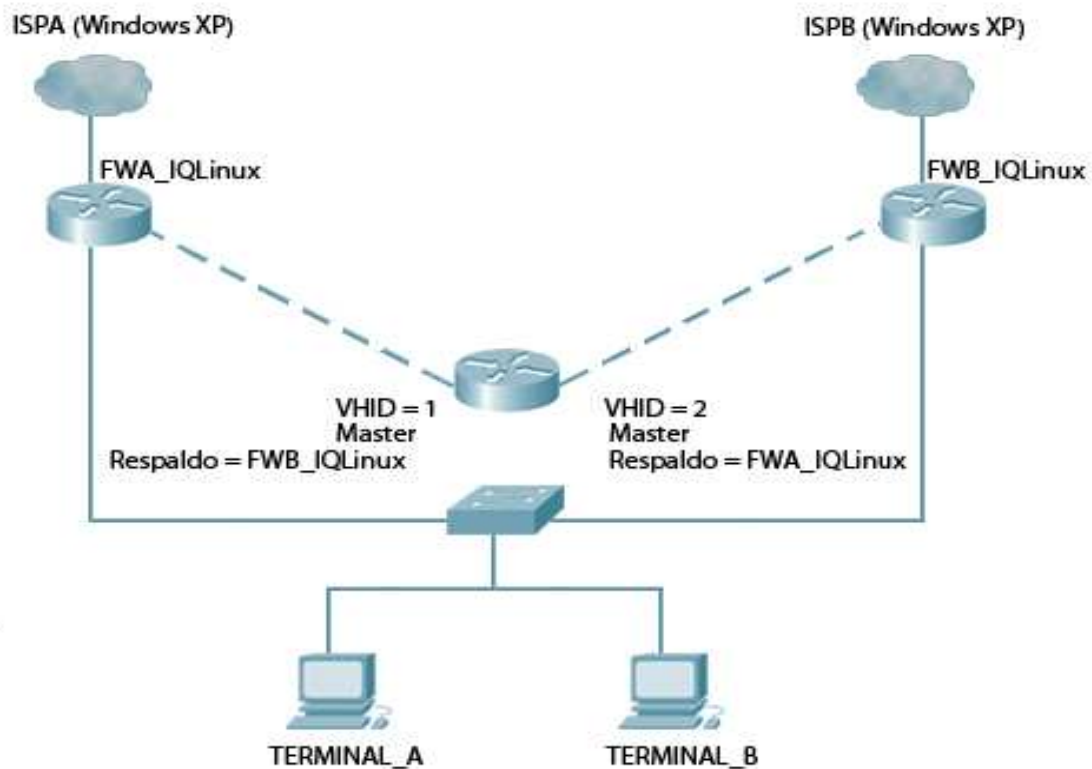 ISPA (Windows XP)
ISPB (Windows XP)
FWA_IQLinux
FWB_IQLinux
VHID = 1
Master
Respaldo = FWB_IQLinux
VHID = 2
Master
Respaldo = FWA_IQLinux
TERMINAL_A
TERMINAL_B